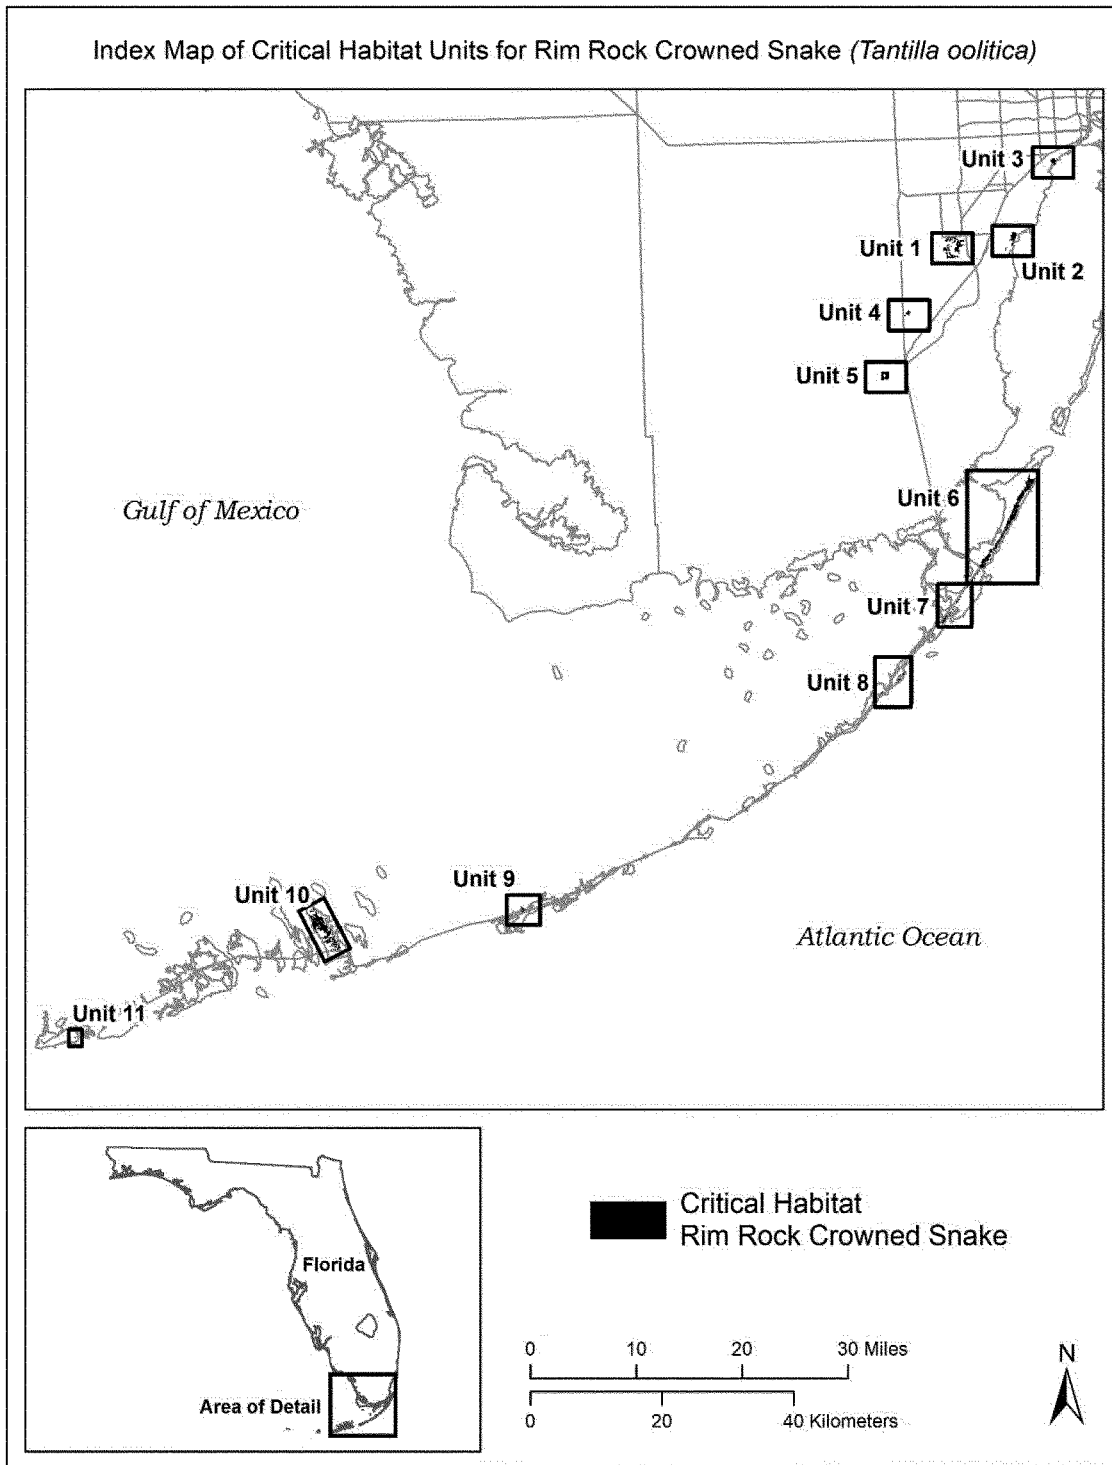 Index Map of Critical Habitat Units for Rim Rock Crowned Snake (Tantilla oolitica)
Unit 3
Unit 1
Unit 2
Unit 4
Unit 5
Unit 6
Gulf of Mexico
Unit 7
Unit 8
Unit 9
Unit 10
Atlantic Ocean
Unit 11
Critical Habitat
Rim Rock Crowned Snake
Florida
Area of Detail
0 10 20 30 Miles
0 20 40 Kilometers
N